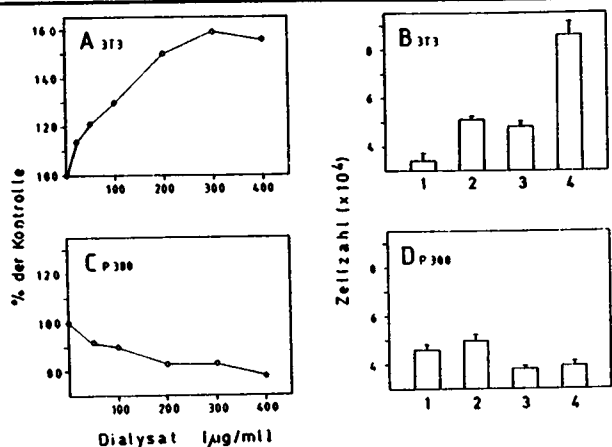 A 3T3
160
140
120
100
100 200 300 400
B 3T3
8
6
4
1 2 3 4
C P 388
120
100
80
100 200 300 400
D P 388
8
6
4
1 2 3 4
% der Kontrolle
Zellzahl (x10⁴)
Dialysat [µg/ml]